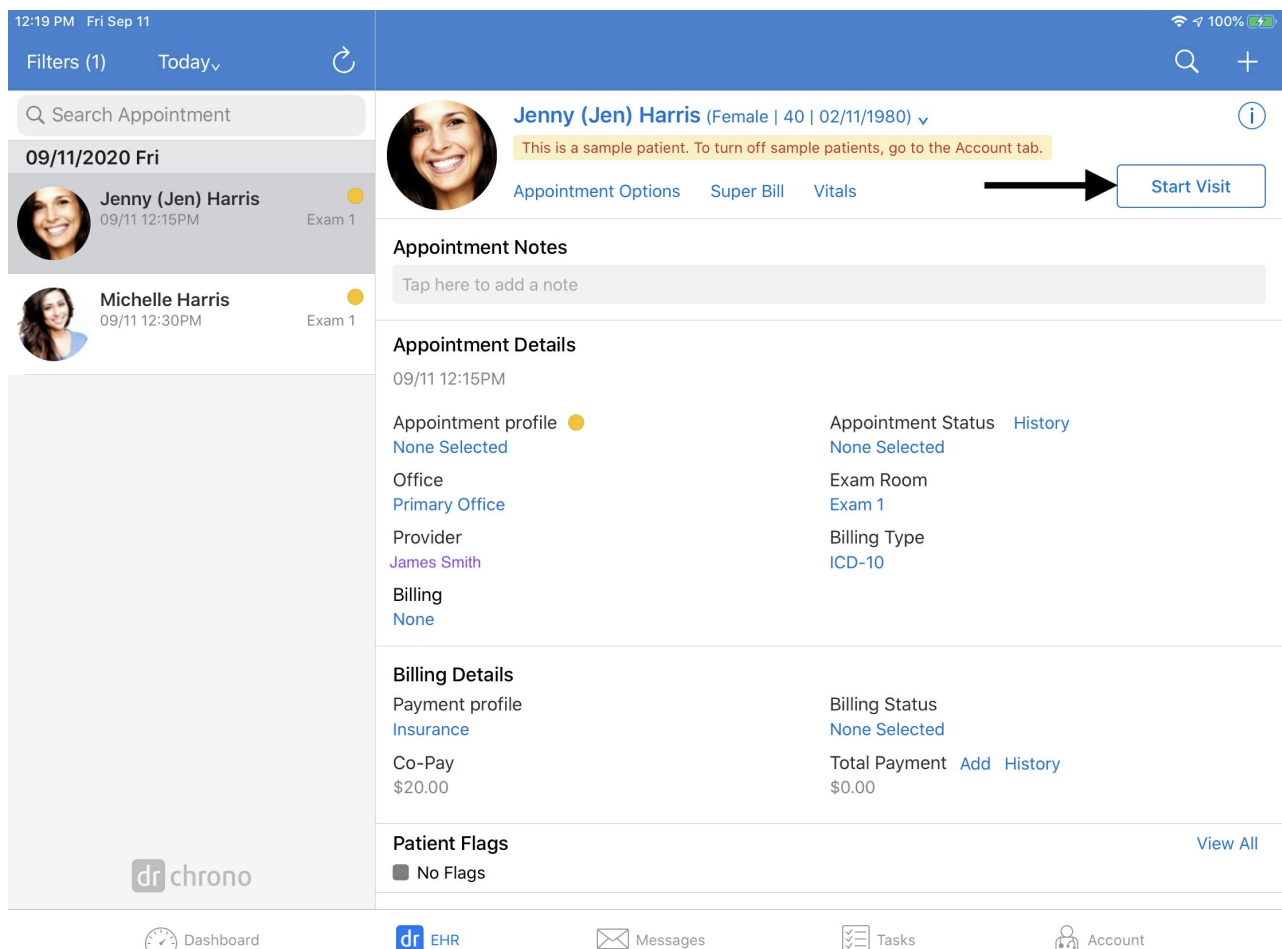 12:19 PM Fri Sep 11
100%
Filters (1) Today
Search Appointment
09/11/2020 Fri
Jenny (Jen) Harris
09/11 12:15PM Exam 1
Michelle Harris
09/11 12:30PM Exam 1
dr chrono
Jenny (Jen) Harris (Female | 40 | 02/11/1980)
This is a sample patient. To turn off sample patients, go to the Account tab.
Appointment Options Super Bill Vitals
Start Visit
Appointment Notes
Tap here to add a note
Appointment Details
09/11 12:15PM
Appointment profile
None Selected
Appointment Status History
None Selected
Office
Primary Office
Exam Room
Exam 1
Provider
James Smith
Billing Type
ICD-10
Billing
None
Billing Details
Payment profile
Insurance
Billing Status
None Selected
Co-Pay
$20.00
Total Payment Add History
$0.00
Patient Flags View All
No Flags
Dashboard dr EHR Messages Tasks Account